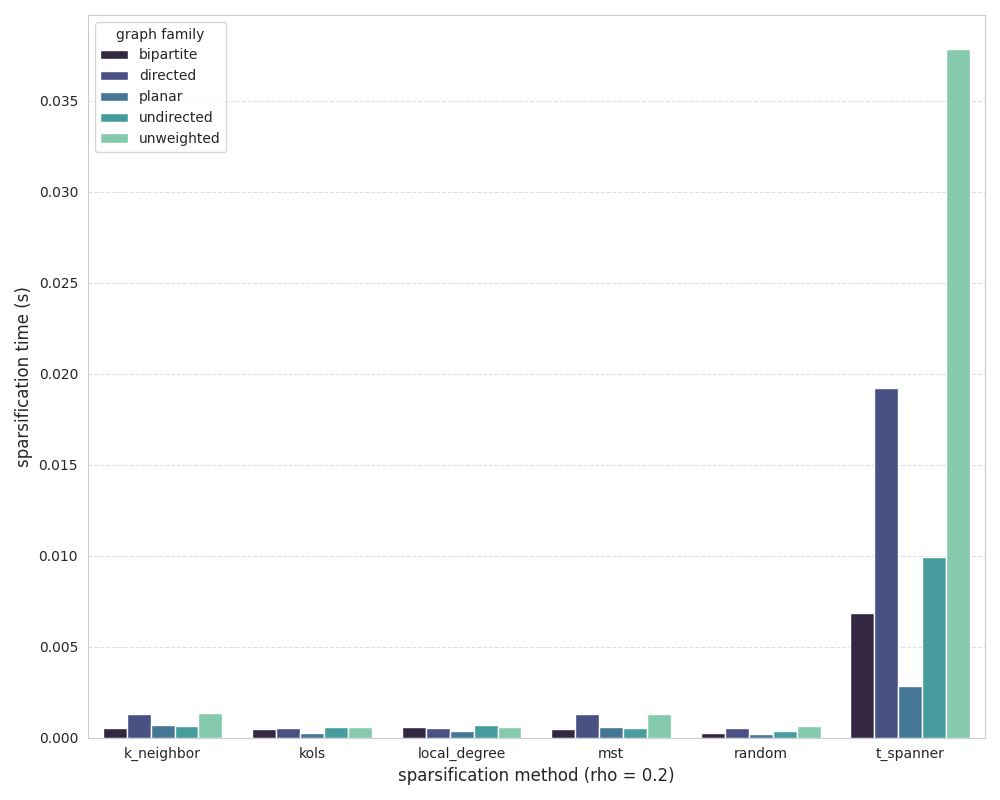 graph family
bipartite
directed
planar
undirected
unweighted
sparsification time (s)
0.035
0.030
0.025
0.020
0.015
0.010
0.005
0.000
k_neighbor kols local_degree mst random t_spanner
sparsification method (rho = 0.2)